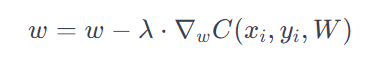 w = w − λ · ∇_w C(x_i, y_i, W)